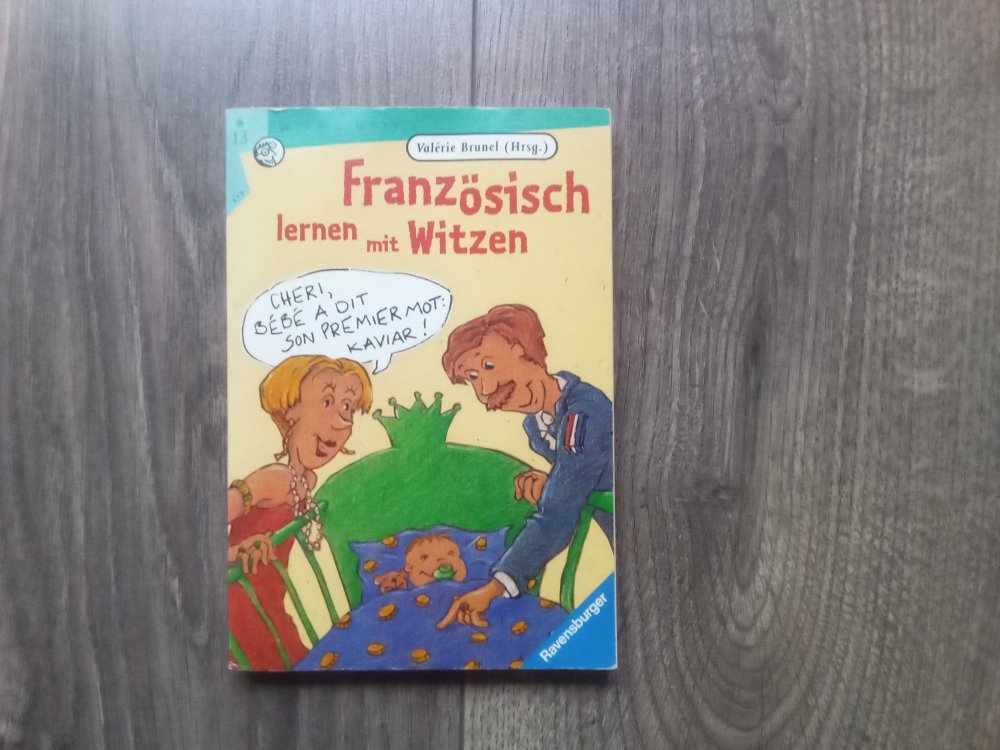 13
Valérie Brunel (Hrsg.)
Französisch
lernen mit Witzen
CHERI,
BÉBÉ A DIT
SON PREMIER MOT:
KAVIAR!
Ravensburger